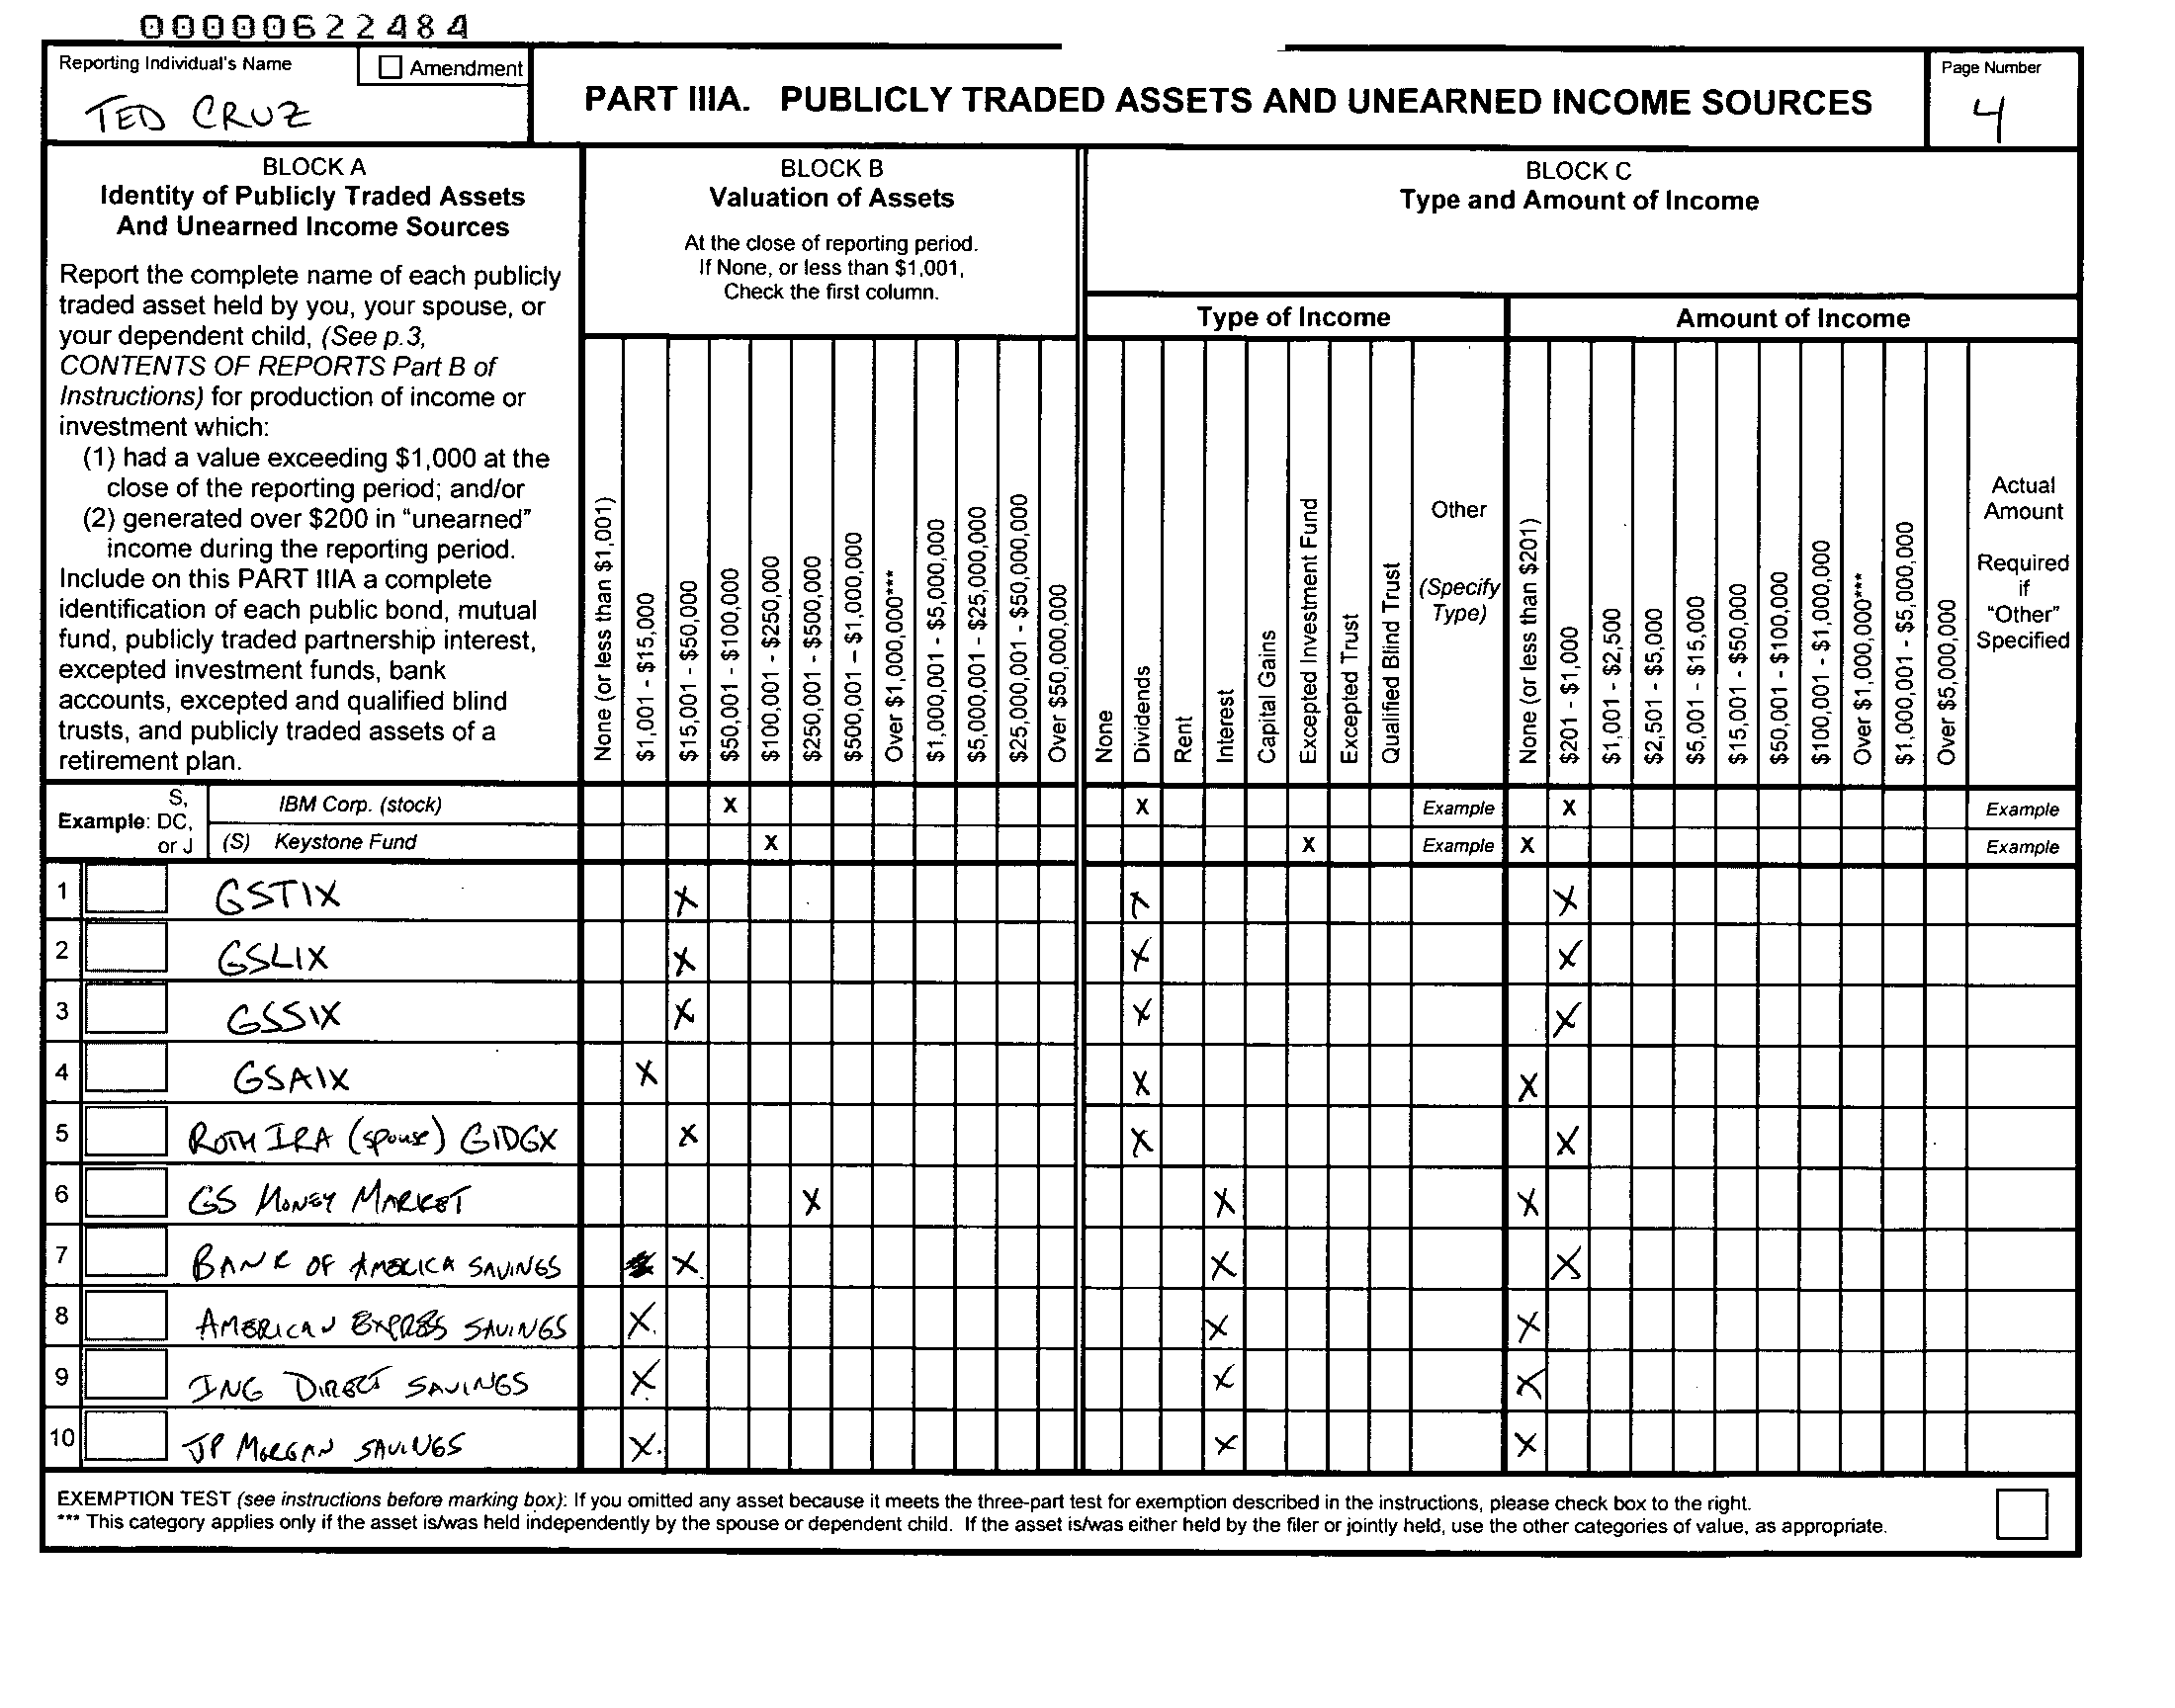 00000622484
Reporting Individual's Name
Amendment
TED CRUZ
PART IIIA. PUBLICLY TRADED ASSETS AND UNEARNED INCOME SOURCES
Page Number
4
BLOCK A
Identity of Publicly Traded Assets
And Unearned Income Sources
Report the complete name of each publicly
traded asset held by you, your spouse, or
your dependent child, (See p.3,
CONTENTS OF REPORTS Part B of
Instructions) for production of income or
investment which:
(1) had a value exceeding $1,000 at the
close of the reporting period; and/or
(2) generated over $200 in "unearned"
income during the reporting period.
Include on this PART IIIA a complete
identification of each public bond, mutual
fund, publicly traded partnership interest,
excepted investment funds, bank
accounts, excepted and qualified blind
trusts, and publicly traded assets of a
retirement plan.
BLOCK B
Valuation of Assets
At the close of reporting period.
If None, or less than $1,001,
Check the first column.
None (or less than $1,001)
$1,001 - $15,000
$15,001 - $50,000
$50,001 - $100,000
$100,001 - $250,000
$250,001 - $500,000
$500,001 – $1,000,000
Over $1,000,000***
$1,000,001 - $5,000,000
$5,000,001 - $25,000,000
$25,000,001 - $50,000,000
Over $50,000,000
BLOCK C
Type and Amount of Income
Type of Income
None
Dividends
Rent
Interest
Capital Gains
Excepted Investment Fund
Excepted Trust
Qualified Blind Trust
Other
(Specify
Type)
Amount of Income
None (or less than $201)
$201 - $1,000
$1,001 - $2,500
$2,501 - $5,000
$5,001 - $15,000
$15,001 - $50,000
$50,001 - $100,000
$100,001 - $1,000,000
Over $1,000,000***
$1,000,001 - $5,000,000
Over $5,000,000
Actual
Amount
Required
if
"Other"
Specified
Example: S, DC, or J
IBM Corp. (stock) X X Example X Example
(S) Keystone Fund X X Example X Example
1 GSTIX X X X
2 GSLIX X X X
3 GSSIX X X X
4 GSAIX X X X
5 ROTH IRA (spouse) GIDGX X X X
6 GS MONEY MARKET X X X
7 BANK OF AMERICA SAVINGS X X X
8 AMERICAN EXPRESS SAVINGS X X X
9 ING DIRECT SAVINGS X X X
10 JP MORGAN SAVINGS X X X
EXEMPTION TEST (see instructions before marking box): If you omitted any asset because it meets the three-part test for exemption described in the instructions, please check box to the right.
*** This category applies only if the asset is/was held independently by the spouse or dependent child. If the asset is/was either held by the filer or jointly held, use the other categories of value, as appropriate.